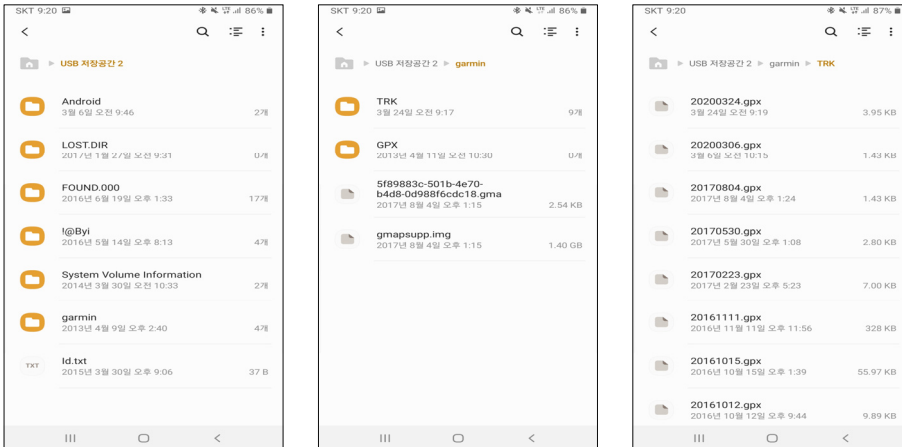 SKT 9:20
86%
USB 저장공간 2
Android
3월 6일 오전 9:46
2개
LOST.DIR
2017년 1월 27일 오전 9:31
0개
FOUND.000
2016년 6월 19일 오후 1:33
17개
!@Byi
2016년 5월 14일 오후 8:13
4개
System Volume Information
2014년 3월 30일 오전 10:33
2개
garmin
2013년 4월 9일 오후 2:40
4개
TXT
Id.txt
2015년 3월 30일 오후 9:06
37 B
SKT 9:20
86%
USB 저장공간 2 ▶ garmin
TRK
3월 24일 오전 9:17
9개
GPX
2013년 4월 11일 오전 10:30
0개
5f89883c-501b-4e70-
b4d8-0d988f6cdc18.gma
2017년 8월 4일 오후 1:15
2.54 KB
gmapsupp.img
2017년 8월 4일 오후 1:15
1.40 GB
SKT 9:20
87%
USB 저장공간 2 ▶ garmin ▶ TRK
20200324.gpx
3월 24일 오전 9:19
3.95 KB
20200306.gpx
3월 6일 오전 10:15
1.43 KB
20170804.gpx
2017년 8월 4일 오후 1:24
1.43 KB
20170530.gpx
2017년 5월 30일 오후 1:08
2.80 KB
20170223.gpx
2017년 2월 23일 오후 5:23
7.00 KB
20161111.gpx
2016년 11월 11일 오후 11:56
328 KB
20161015.gpx
2016년 10월 15일 오후 1:39
55.97 KB
20161012.gpx
2016년 10월 12일 오후 9:44
9.89 KB